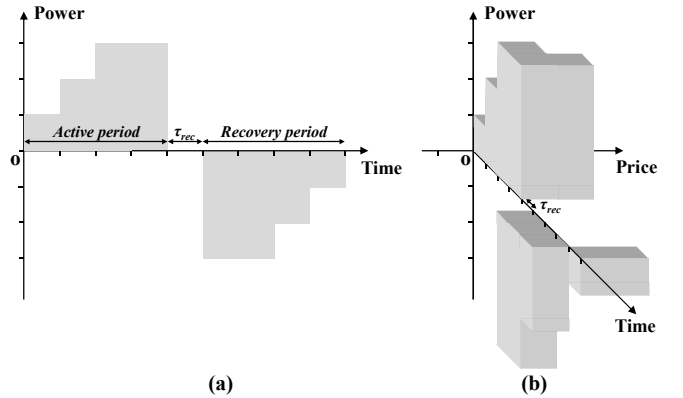 Power
Active period
τrec
Recovery period
o
Time
(a)
Power
o
Price
τrec
Time
(b)